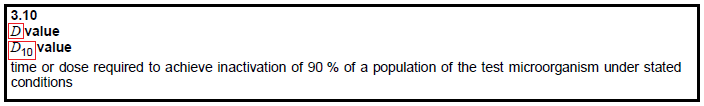 3.10
D value
D10 value
time or dose required to achieve inactivation of 90 % of a population of the test microorganism under stated
conditions